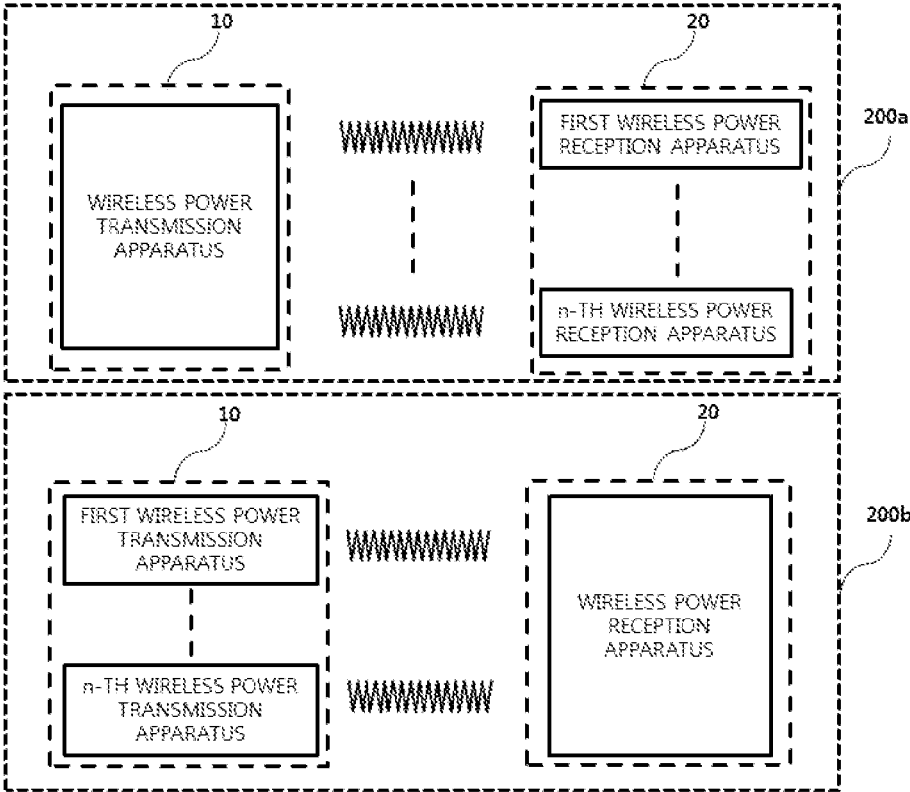 10
20
200a
WIRELESS POWER
TRANSMISSION
APPARATUS
FIRST WIRELESS POWER
RECEPTION APPARATUS
n-TH WIRELESS POWER
RECEPTION APPARATUS
10
20
200b
FIRST WIRELESS POWER
TRANSMISSION
APPARATUS
n-TH WIRELESS POWER
TRANSMISSION
APPARATUS
WIRELESS POWER
RECEPTION
APPARATUS